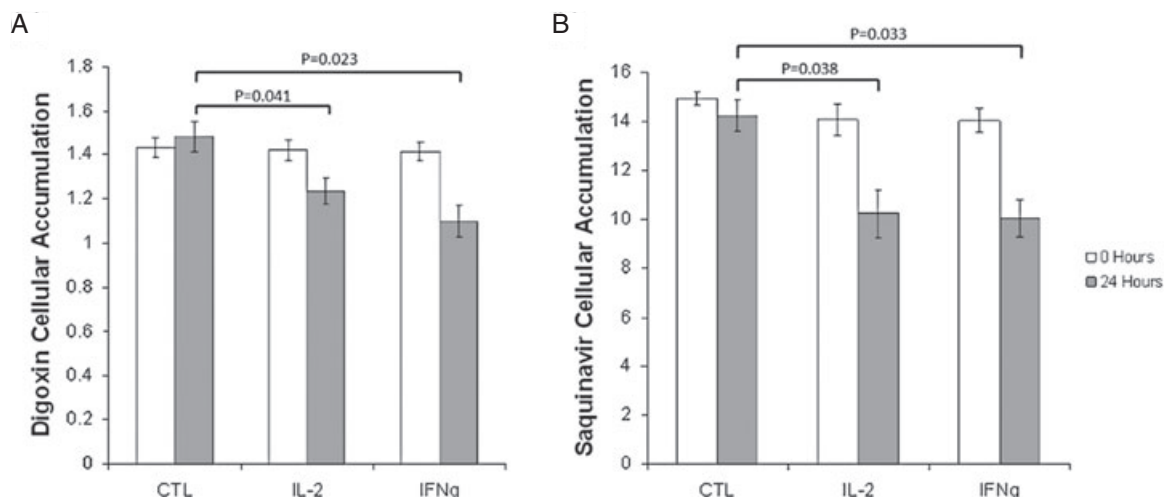 A
P=0.023
P=0.041
1.8
1.6
1.4
1.2
1
0.8
0.6
0.4
0.2
0
Digoxin Cellular Accumulation
CTL IL-2 IFNg
B
P=0.033
P=0.038
16
14
12
10
8
6
4
2
0
Saquinavir Cellular Accumulation
CTL IL-2 IFNg
0 Hours
24 Hours